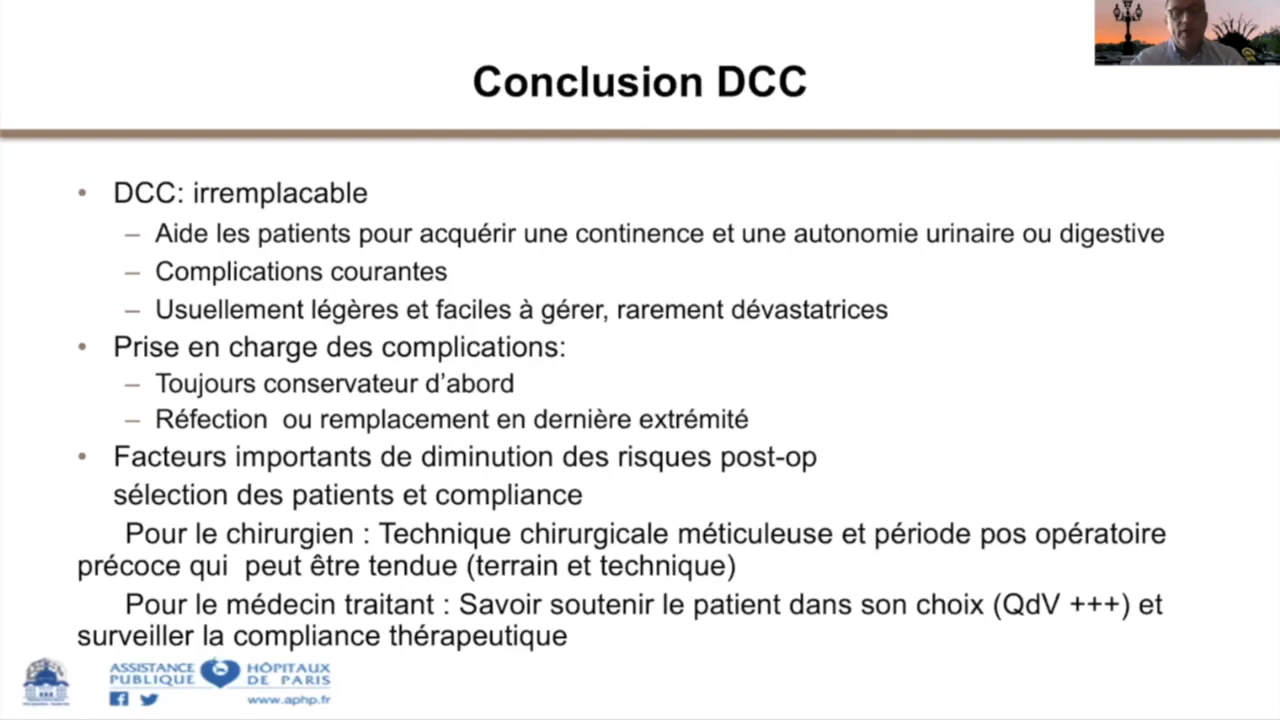 Conclusion DCC
• DCC: irremplacable
– Aide les patients pour acquérir une continence et une autonomie urinaire ou digestive
– Complications courantes
– Usuellement légères et faciles à gérer, rarement dévastatrices
• Prise en charge des complications:
– Toujours conservateur d’abord
– Réfection ou remplacement en dernière extrémité
• Facteurs importants de diminution des risques post-op
sélection des patients et compliance
Pour le chirurgien : Technique chirurgicale méticuleuse et période pos opératoire
précoce qui peut être tendue (terrain et technique)
Pour le médecin traitant : Savoir soutenir le patient dans son choix (QdV +++) et
surveiller la compliance thérapeutique
ASSISTANCE HÔPITAUX
PUBLIQUE DE PARIS
www.aphp.fr